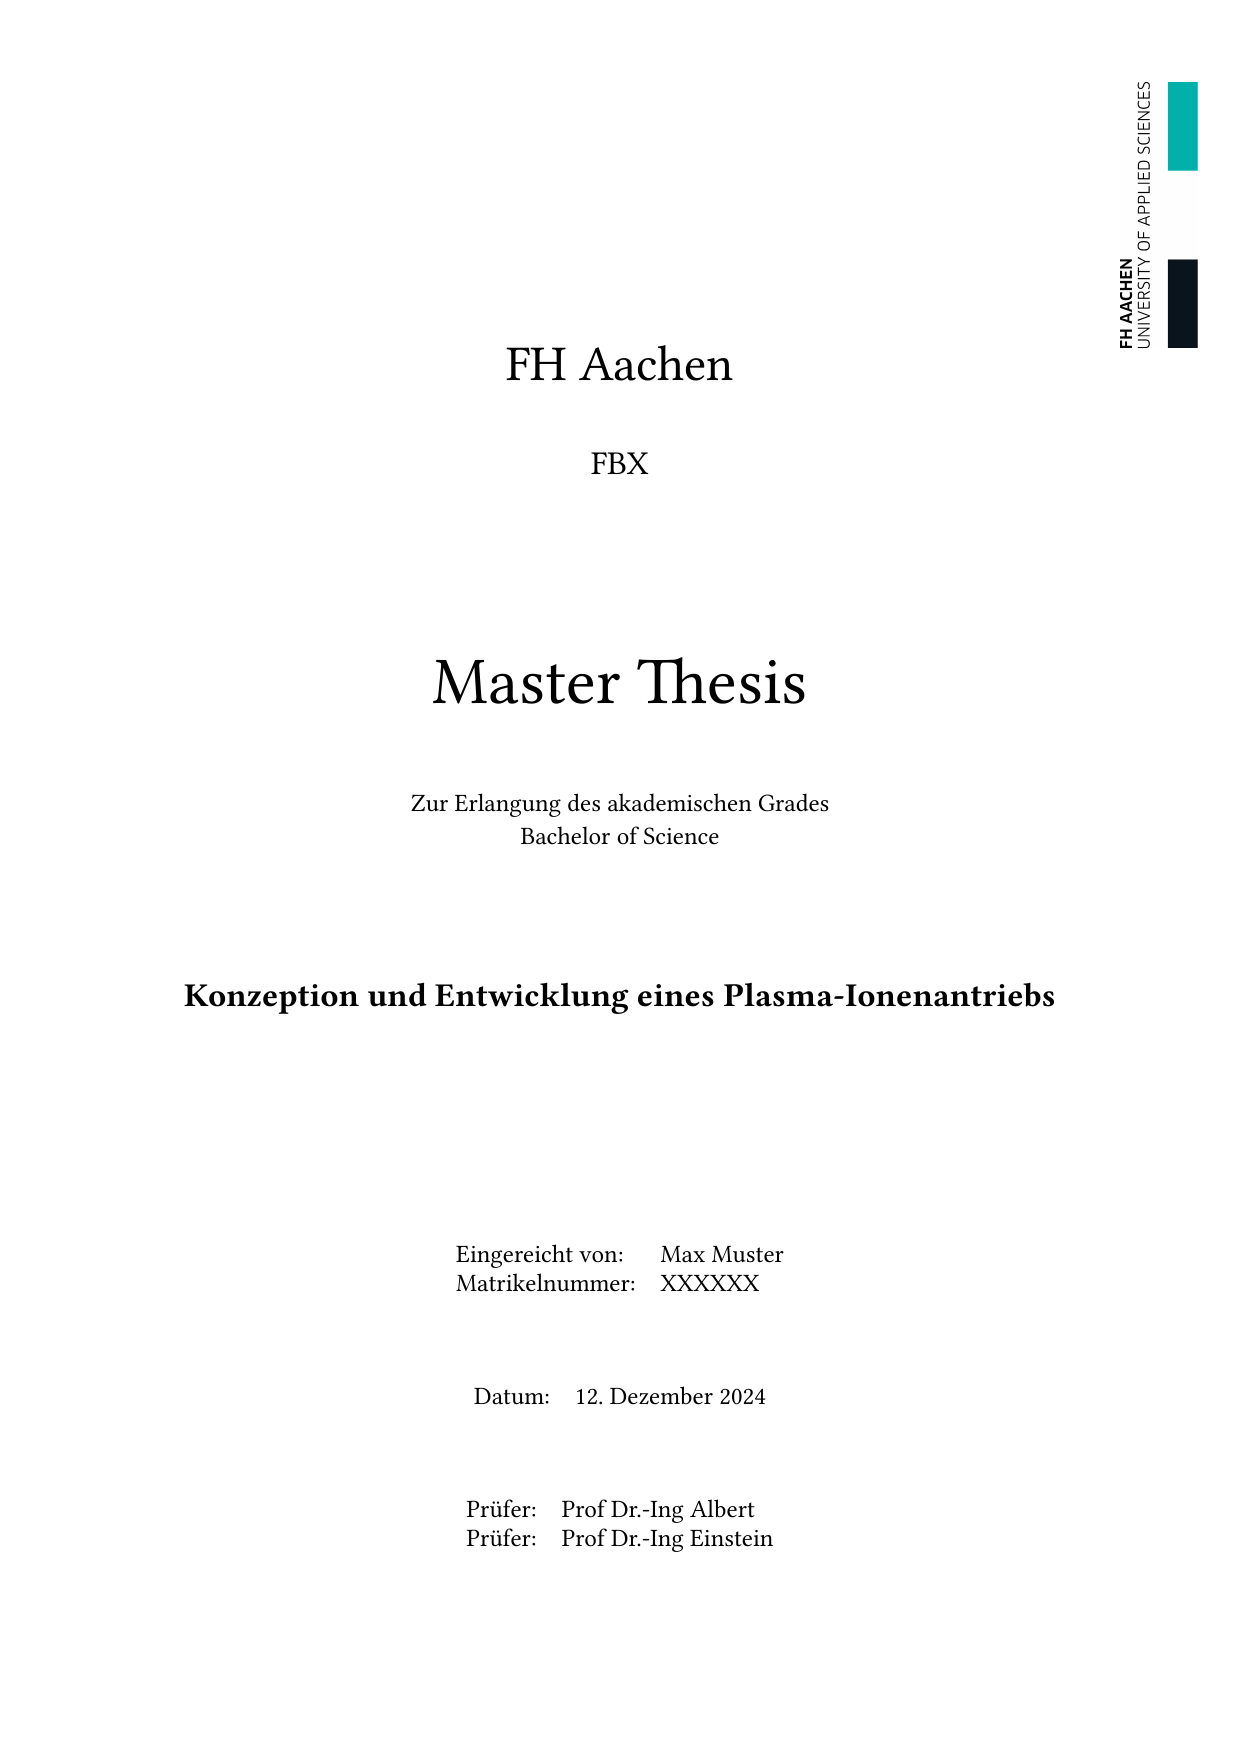 FH AACHEN
UNIVERSITY OF APPLIED SCIENCES
FH Aachen
FBX
Master Thesis
Zur Erlangung des akademischen Grades
Bachelor of Science
Konzeption und Entwicklung eines Plasma-Ionenantriebs
Eingereicht von: Max Muster
Matrikelnummer: XXXXXX
Datum: 12. Dezember 2024
Prüfer: Prof Dr.-Ing Albert
Prüfer: Prof Dr.-Ing Einstein